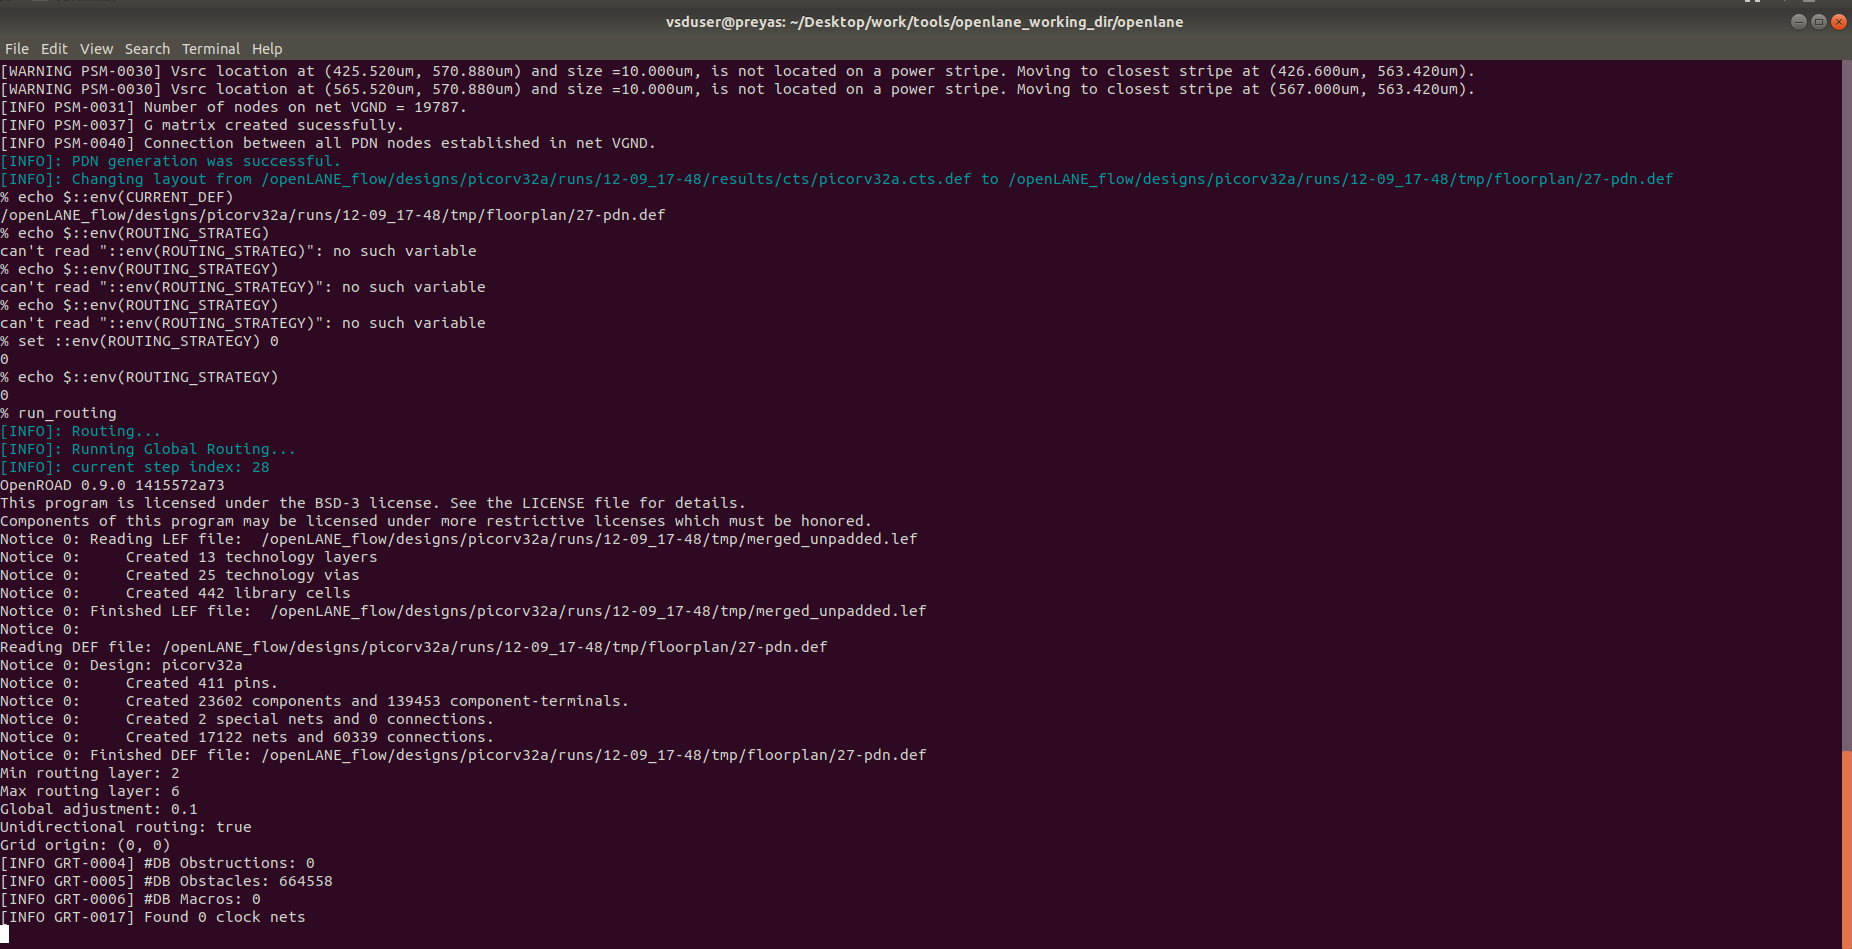 vsduser@preyas: ~/Desktop/work/tools/openlane_working_dir/openlane
File Edit View Search Terminal Help
[WARNING PSM-0030] Vsrc location at (425.520um, 570.880um) and size =10.000um, is not located on a power stripe. Moving to closest stripe at (426.600um, 563.420um).
[WARNING PSM-0030] Vsrc location at (565.520um, 570.880um) and size =10.000um, is not located on a power stripe. Moving to closest stripe at (567.000um, 563.420um).
[INFO PSM-0031] Number of nodes on net VGND = 19787.
[INFO PSM-0037] G matrix created sucessfully.
[INFO PSM-0040] Connection between all PDN nodes established in net VGND.
[INFO]: PDN generation was successful.
[INFO]: Changing layout from /openLANE_flow/designs/picorv32a/runs/12-09_17-48/results/cts/picorv32a.cts.def to /openLANE_flow/designs/picorv32a/runs/12-09_17-48/tmp/floorplan/27-pdn.def
% echo $::env(CURRENT_DEF)
/openLANE_flow/designs/picorv32a/runs/12-09_17-48/tmp/floorplan/27-pdn.def
% echo $::env(ROUTING_STRATEG)
can't read "::env(ROUTING_STRATEG)": no such variable
% echo $::env(ROUTING_STRATEGY)
can't read "::env(ROUTING_STRATEGY)": no such variable
% echo $::env(ROUTING_STRATEGY)
can't read "::env(ROUTING_STRATEGY)": no such variable
% set ::env(ROUTING_STRATEGY) 0
0
% echo $::env(ROUTING_STRATEGY)
0
% run_routing
[INFO]: Routing...
[INFO]: Running Global Routing...
[INFO]: current step index: 28
OpenROAD 0.9.0 1415572a73
This program is licensed under the BSD-3 license. See the LICENSE file for details.
Components of this program may be licensed under more restrictive licenses which must be honored.
Notice 0: Reading LEF file:  /openLANE_flow/designs/picorv32a/runs/12-09_17-48/tmp/merged_unpadded.lef
Notice 0:     Created 13 technology layers
Notice 0:     Created 25 technology vias
Notice 0:     Created 442 library cells
Notice 0: Finished LEF file:  /openLANE_flow/designs/picorv32a/runs/12-09_17-48/tmp/merged_unpadded.lef
Notice 0:
Reading DEF file: /openLANE_flow/designs/picorv32a/runs/12-09_17-48/tmp/floorplan/27-pdn.def
Notice 0: Design: picorv32a
Notice 0:     Created 411 pins.
Notice 0:     Created 23602 components and 139453 component-terminals.
Notice 0:     Created 2 special nets and 0 connections.
Notice 0:     Created 17122 nets and 60339 connections.
Notice 0: Finished DEF file: /openLANE_flow/designs/picorv32a/runs/12-09_17-48/tmp/floorplan/27-pdn.def
Min routing layer: 2
Max routing layer: 6
Global adjustment: 0.1
Unidirectional routing: true
Grid origin: (0, 0)
[INFO GRT-0004] #DB Obstructions: 0
[INFO GRT-0005] #DB Obstacles: 664558
[INFO GRT-0006] #DB Macros: 0
[INFO GRT-0017] Found 0 clock nets